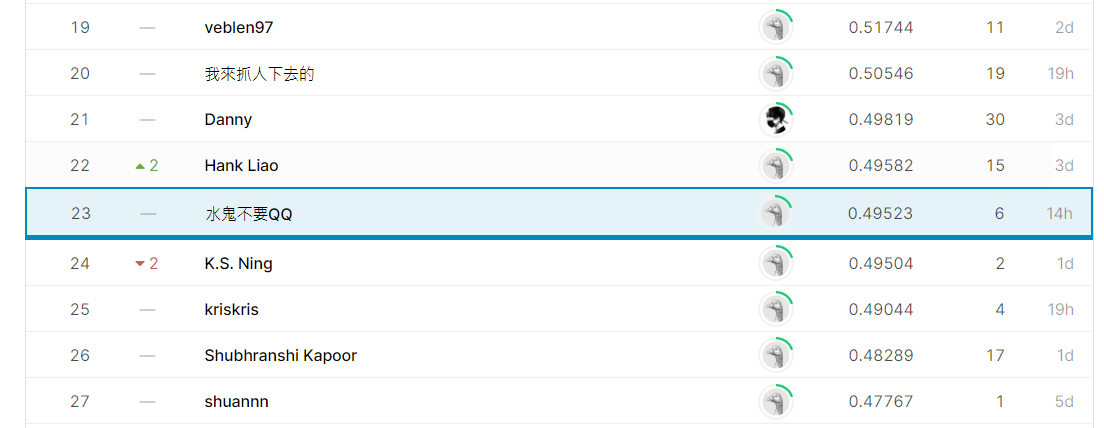 19 — veblen97 0.51744 11 2d
20 — 我來抓人下去的 0.50546 19 19h
21 — Danny 0.49819 30 3d
22 2 Hank Liao 0.49582 15 3d
23 — 水鬼不要QQ 0.49523 6 14h
24 2 K.S. Ning 0.49504 2 1d
25 — kriskris 0.49044 4 19h
26 — Shubhranshi Kapoor 0.48289 17 1d
27 — shuannn 0.47767 1 5d